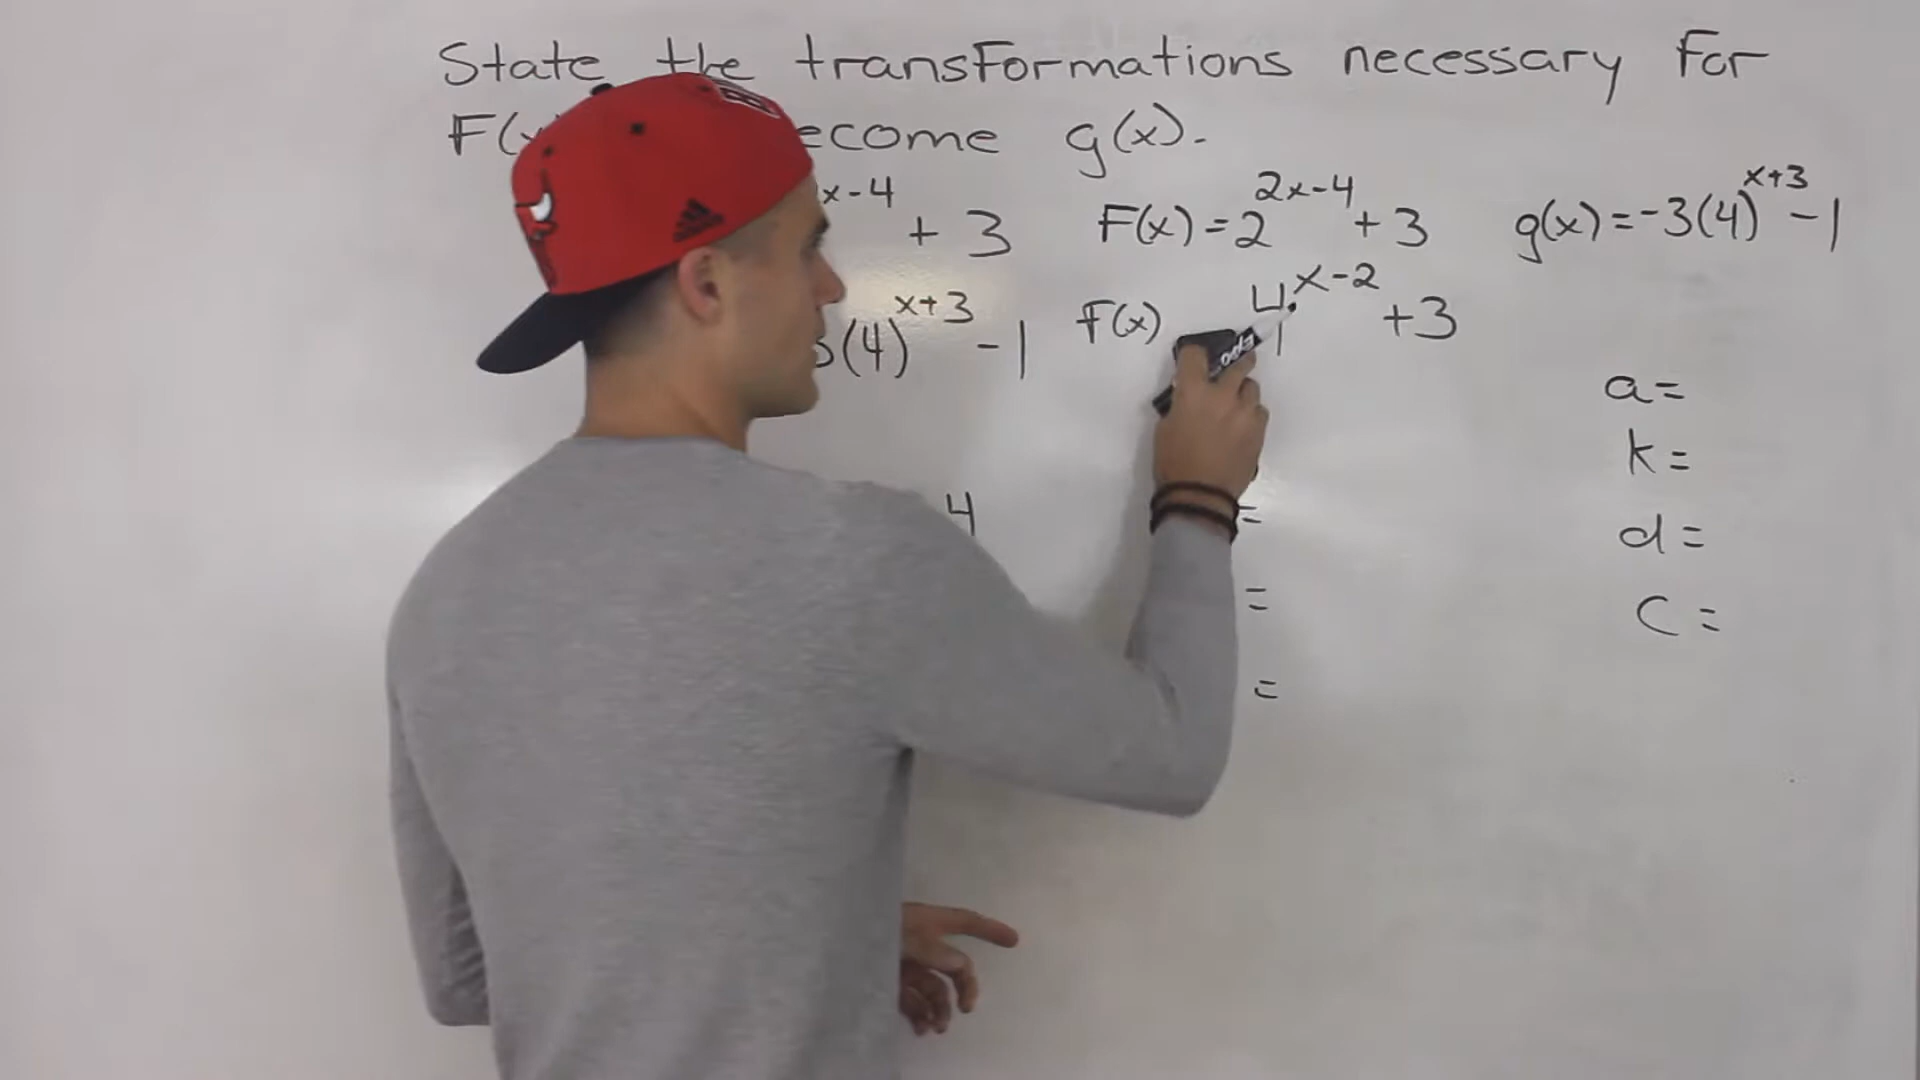 State the transformations necessary for
F(x ecome g(x).
x-4 + 3 F(x) = 2^{2x-4} + 3 g(x) = -3(4)^{x+3} - 1
(4)^{x+3} - 1 F(x) 4^{x-2} + 3
a =
k =
4 = d =
= c =
=
Expo